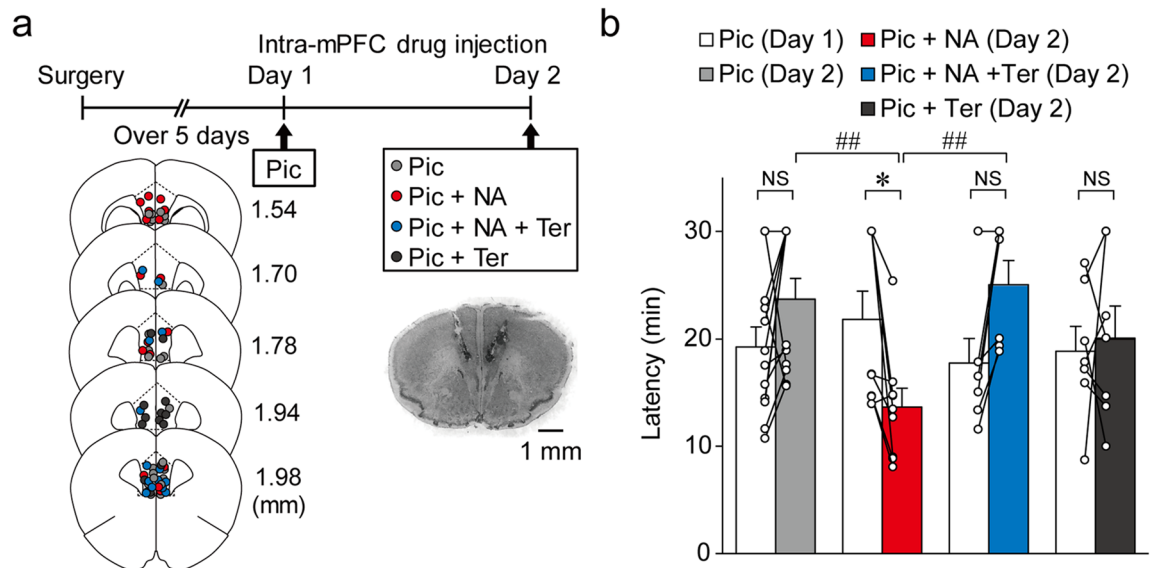 a
Intra-mPFC drug injection
Surgery
Day 1
Day 2
Over 5 days
Pic
Pic
Pic + NA
Pic + NA + Ter
Pic + Ter
1.54
1.70
1.78
1.94
1.98
(mm)
1 mm
b
Pic (Day 1)
Pic + NA (Day 2)
Pic (Day 2)
Pic + NA +Ter (Day 2)
Pic + Ter (Day 2)
##
##
NS
*
NS
NS
Latency (min)
30
20
10
0